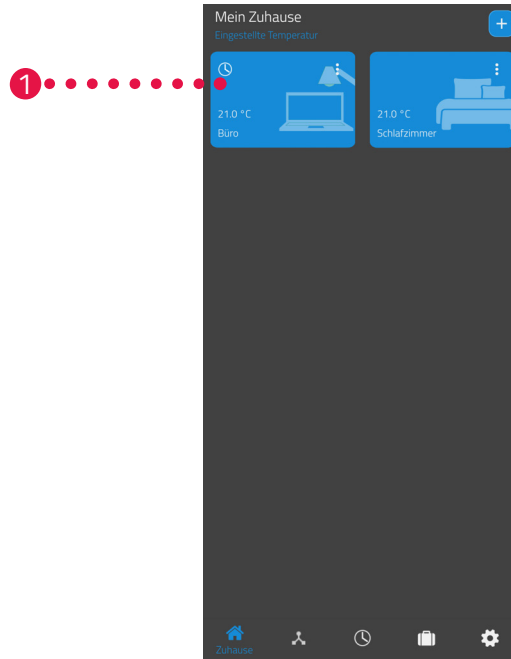 Mein Zuhause
Eingestellte Temperatur
1
21.0 °C
Büro
21.0 °C
Schlafzimmer
Zuhause